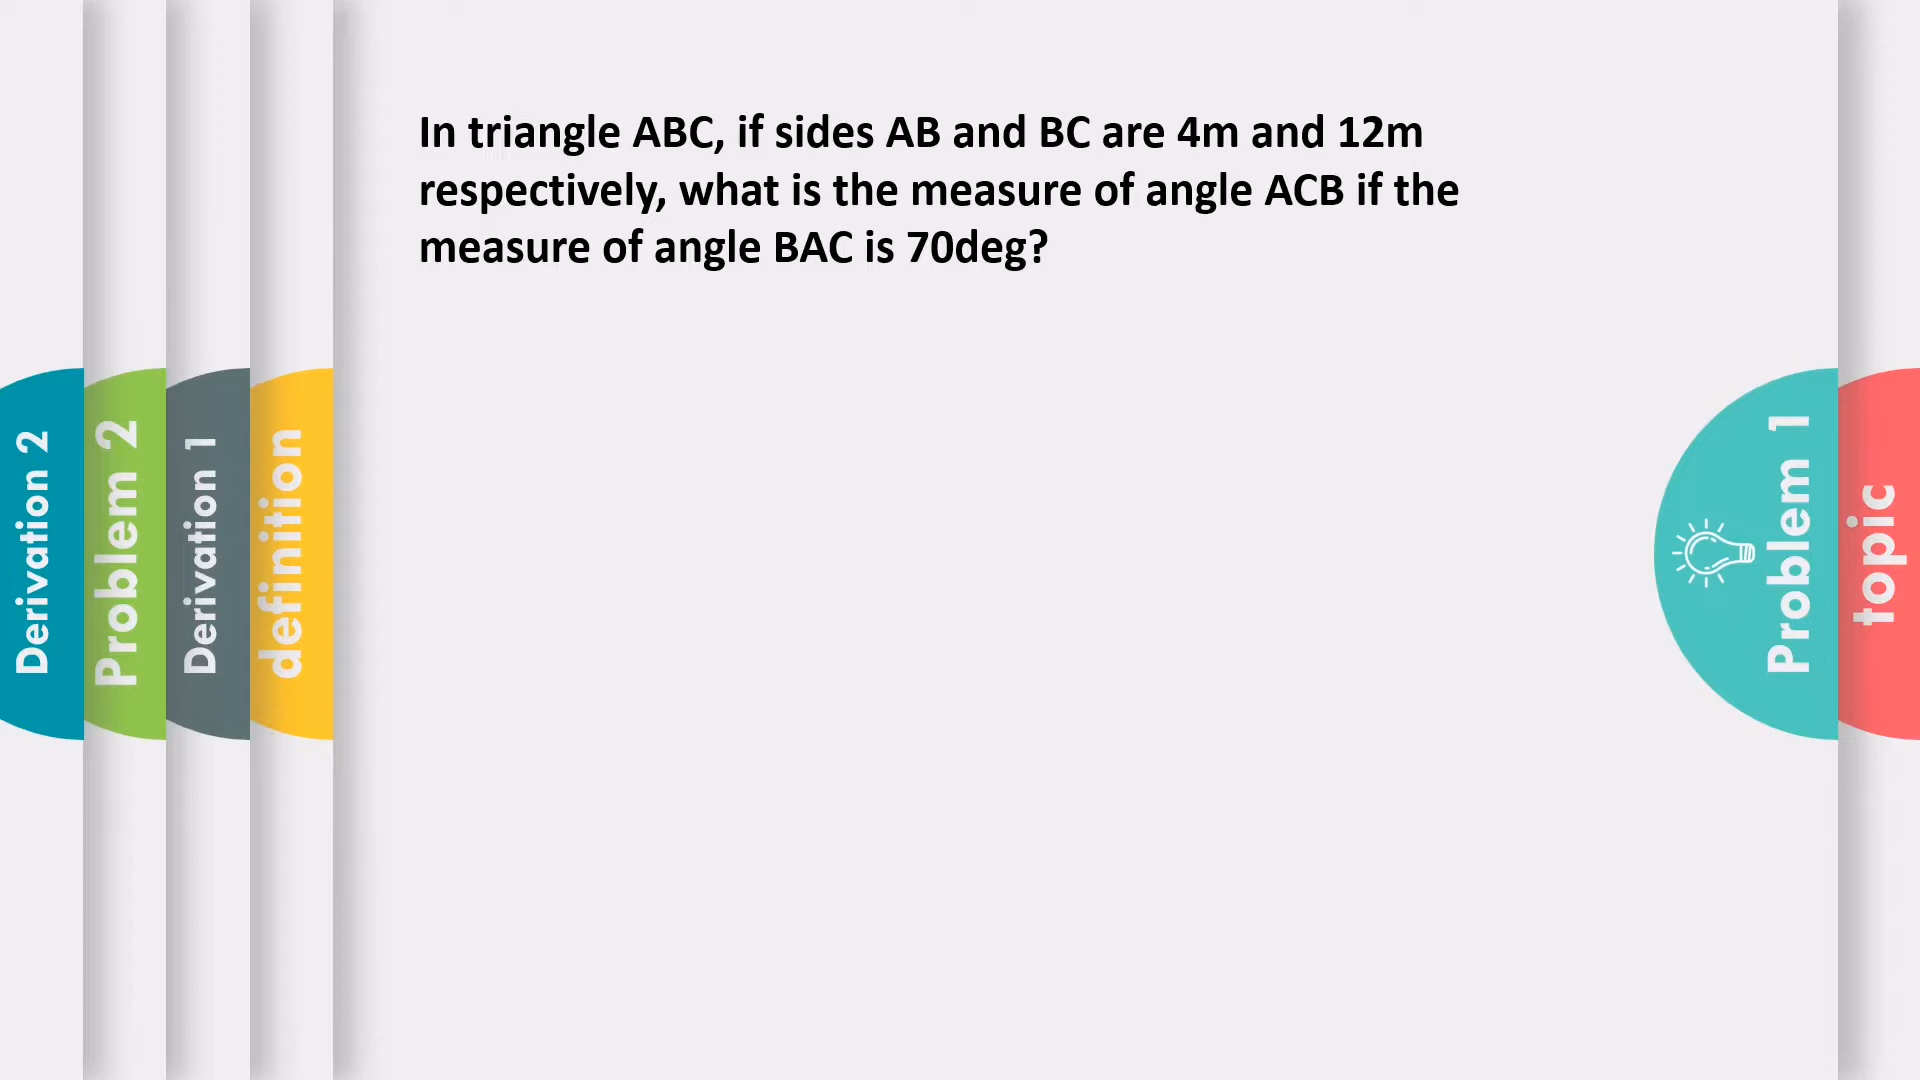 In triangle ABC, if sides AB and BC are 4m and 12m
respectively, what is the measure of angle ACB if the
measure of angle BAC is 70deg?
Derivation 2
Problem 2
Derivation 1
definition
Problem 1
topic